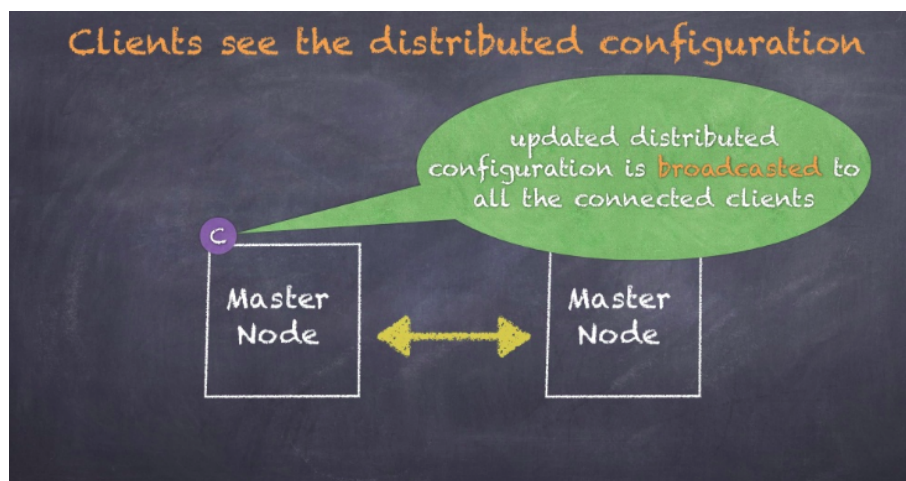 Clients see the distributed configuration
updated distributed
configuration is broadcasted to
all the connected clients
C
Master
Node
Master
Node